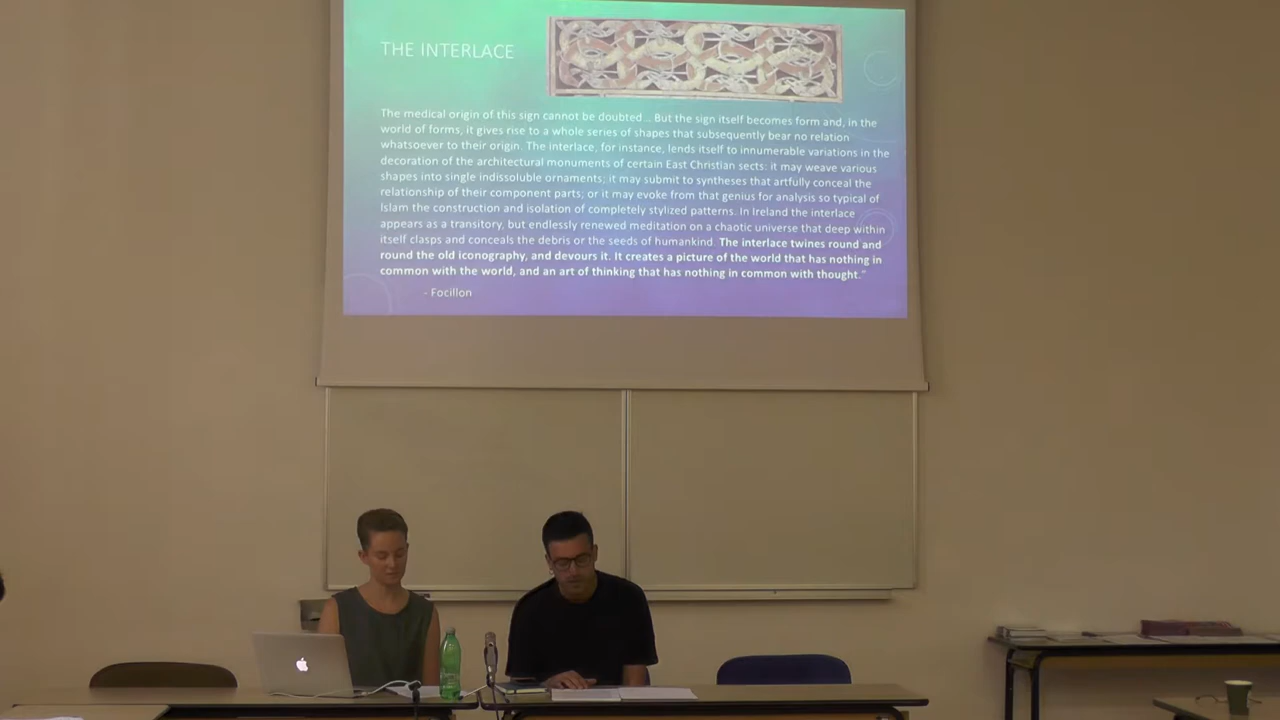 THE INTERLACE
The medical origin of this sign cannot be doubted... But the sign itself becomes form and, in the
world of forms, it gives rise to a whole series of shapes that subsequently bear no relation
whatsoever to their origin. The interlace, for instance, lends itself to innumerable variations in the
decoration of the architectural monuments of certain East Christian sects: it may weave various
shapes into single indissoluble ornaments; it may submit to syntheses that artfully conceal the
relationship of their component parts; or it may evoke from that genius for analysis so typical of
Islam the construction and isolation of completely stylized patterns. In Ireland the interlace
appears as a transitory, but endlessly renewed meditation on a chaotic universe that deep within
itself clasps and conceals the debris or the seeds of humankind. The interlace twines round and
round the old iconography, and devours it. It creates a picture of the world that has nothing in
common with the world, and an art of thinking that has nothing in common with thought."
- Focillon